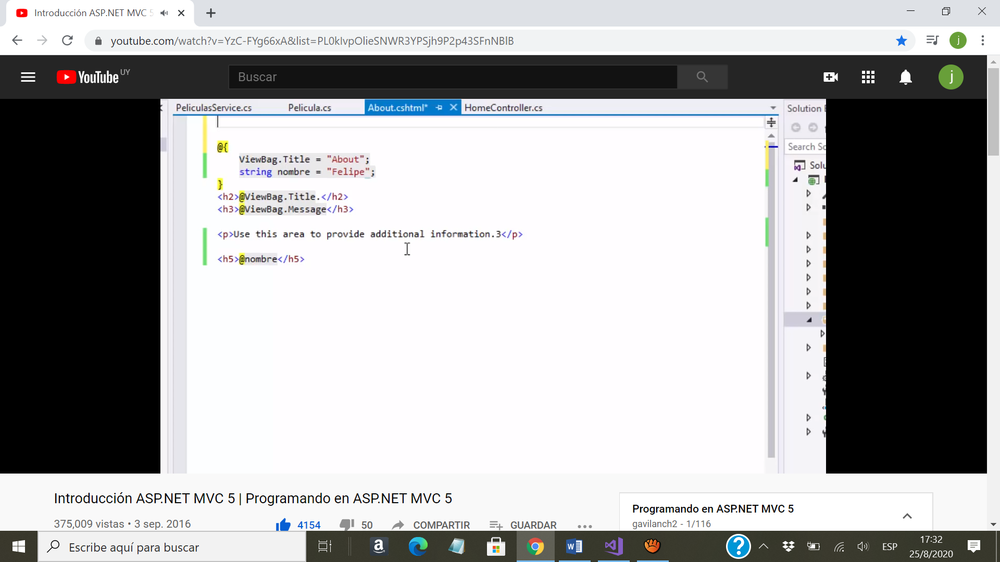 Introducción ASP.NET MVC 5
youtube.com/watch?v=YzC-FYg66xA&list=PL0kIvpOlieSNWR3YPSjh9P2p43SFnNBlB
j
YouTube UY
Buscar
j
PeliculasService.cs
Pelicula.cs
About.cshtml*
HomeController.cs
Solution
Search
@{
ViewBag.Title = "About";
string nombre = "Felipe";
}
<h2>@ViewBag.Title.</h2>
<h3>@ViewBag.Message</h3>
<p>Use this area to provide additional information.3</p>
<h5>@nombre</h5>
Introducción ASP.NET MVC 5 | Programando en ASP.NET MVC 5
375,009 vistas • 3 sep. 2016
4154
50
COMPARTIR
GUARDAR
Programando en ASP.NET MVC 5
gavilanch2 - 1/116
Escribe aquí para buscar
ESP
17:32
25/8/2020